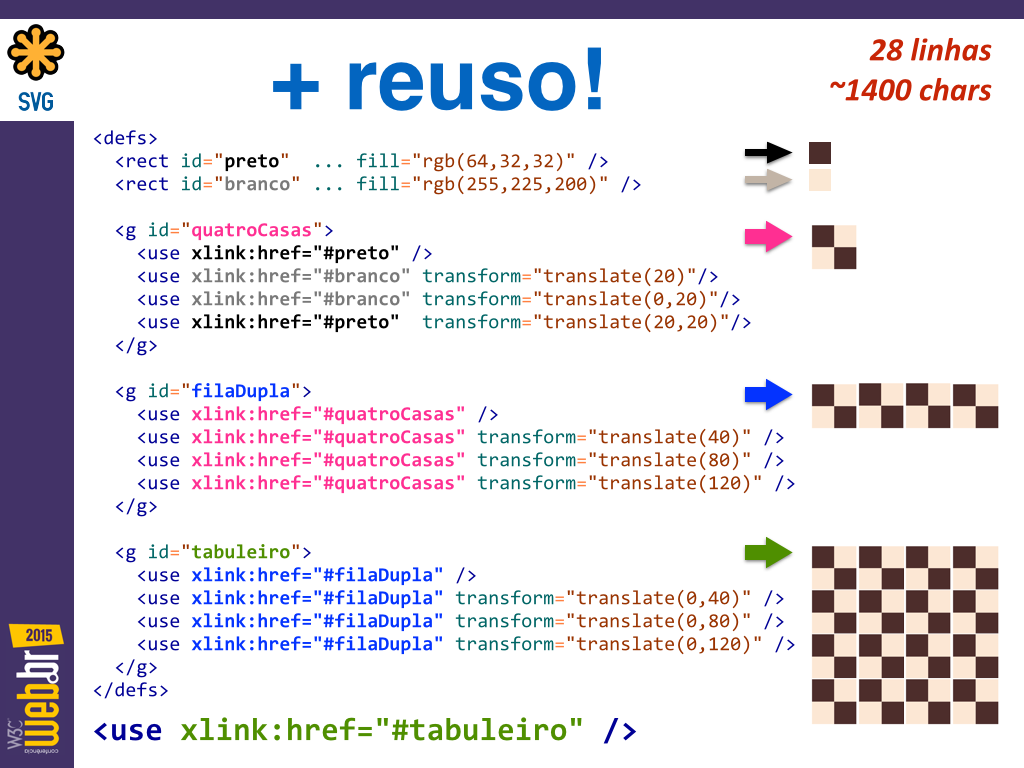 SVG
+ reuso!
28 linhas
~1400 chars
<defs>
<rect id="preto" ... fill="rgb(64,32,32)" />
<rect id="branco" ... fill="rgb(255,225,200)" />
<g id="quatroCasas">
<use xlink:href="#preto" />
<use xlink:href="#branco" transform="translate(20)"/>
<use xlink:href="#branco" transform="translate(0,20)"/>
<use xlink:href="#preto" transform="translate(20,20)"/>
</g>
<g id="filaDupla">
<use xlink:href="#quatroCasas" />
<use xlink:href="#quatroCasas" transform="translate(40)" />
<use xlink:href="#quatroCasas" transform="translate(80)" />
<use xlink:href="#quatroCasas" transform="translate(120)" />
</g>
<g id="tabuleiro">
<use xlink:href="#filaDupla" />
<use xlink:href="#filaDupla" transform="translate(0,40)" />
<use xlink:href="#filaDupla" transform="translate(0,80)" />
<use xlink:href="#filaDupla" transform="translate(0,120)" />
</g>
</defs>
<use xlink:href="#tabuleiro" />
2015
W3C
web.br
conferência